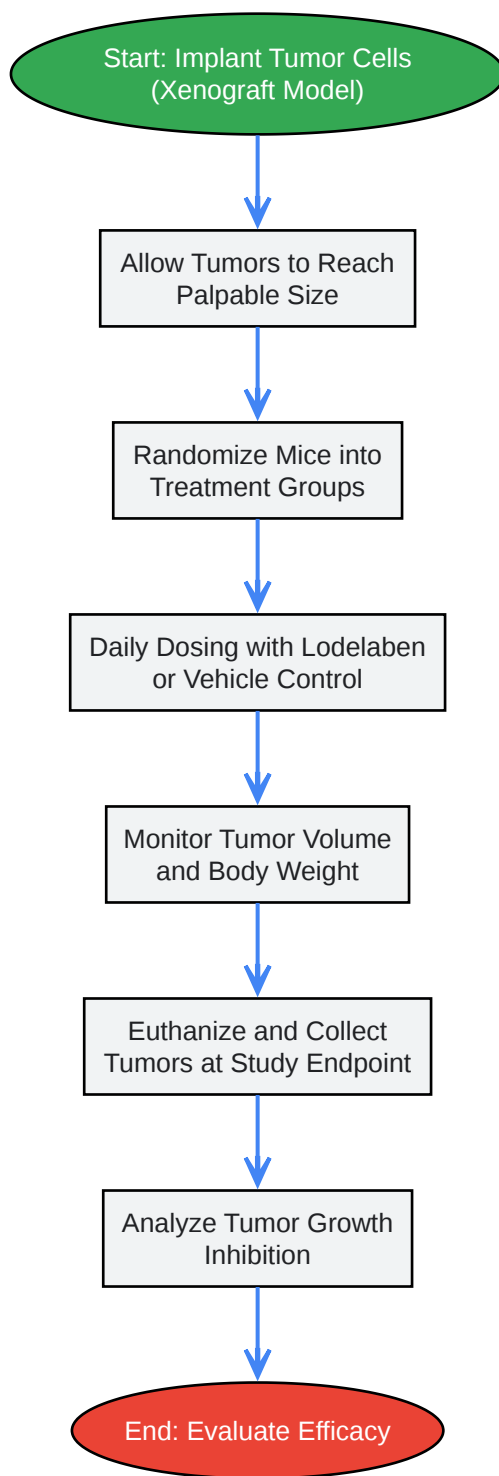 Start: Implant Tumor Cells
(Xenograft Model)
Allow Tumors to Reach
Palpable Size
Randomize Mice into
Treatment Groups
Daily Dosing with Lodelaben
or Vehicle Control
Monitor Tumor Volume
and Body Weight
Euthanize and Collect
Tumors at Study Endpoint
Analyze Tumor Growth
Inhibition
End: Evaluate Efficacy